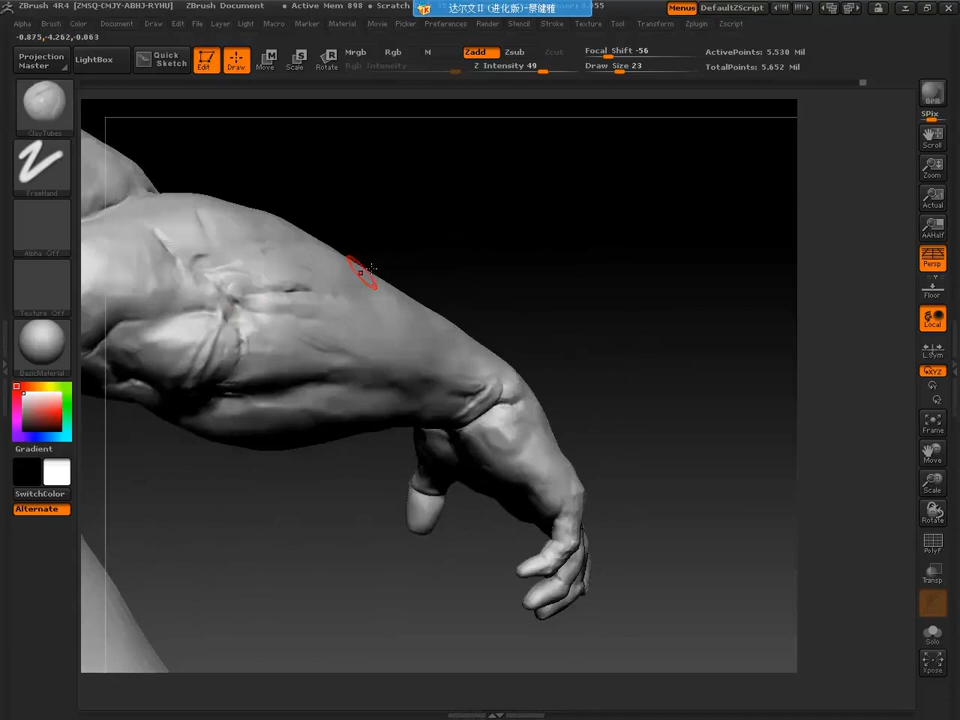 ZBrush 4R4 [ZMSQ-CMJY-ABHJ-RYHU] ZBrush Document Active Mem 898 Scratch
达尔文Ⅱ(进化版)-蔡健雅
Menus DefaultZScript
Alpha Brush Color Document Draw Edit File Layer Light Macro Material Movie Picker Preferences Render Stencil Stroke Texture Tool Transform Zplugin Zscript
-0.875,-4.262,-0.063
Projection Master
LightBox
Quick Sketch
Edit
Draw
Move
Scale
Rotate
Mrgb Rgb M
Rgb Intensity
Zadd Zsub Zcut
Z Intensity 49
Focal Shift -56
Draw Size 23
ActivePoints: 5.530 Mil
TotalPoints: 5.652 Mil
ClayTubes
FreeHand
Alpha Off
Texture Off
BasicMaterial
Gradient
SwitchColor
Alternate
BPR
SPix
Scroll
Zoom
Actual
AAHalf
Persp
Floor
Local
L.Sym
XYZ
Frame
Move
Scale
Rotate
PolyF
Transp
Solo
Xpose